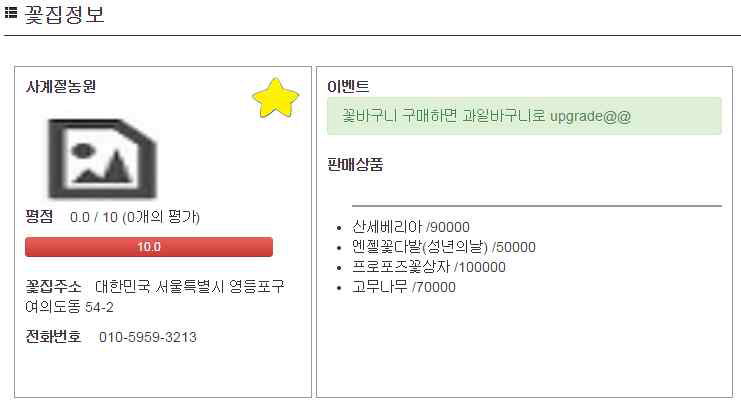 꽃집정보
사계절농원
평점 0.0 / 10 (0개의 평가)
10.0
꽃집주소 대한민국 서울특별시 영등포구
여의도동 54-2
전화번호 010-5959-3213
이벤트
꽃바구니 구매하면 과일바구니로 upgrade@@
판매상품
산세베리아 /90000
엔젤꽃다발(성년의날) /50000
프로포즈꽃상자 /100000
고무나무 /70000